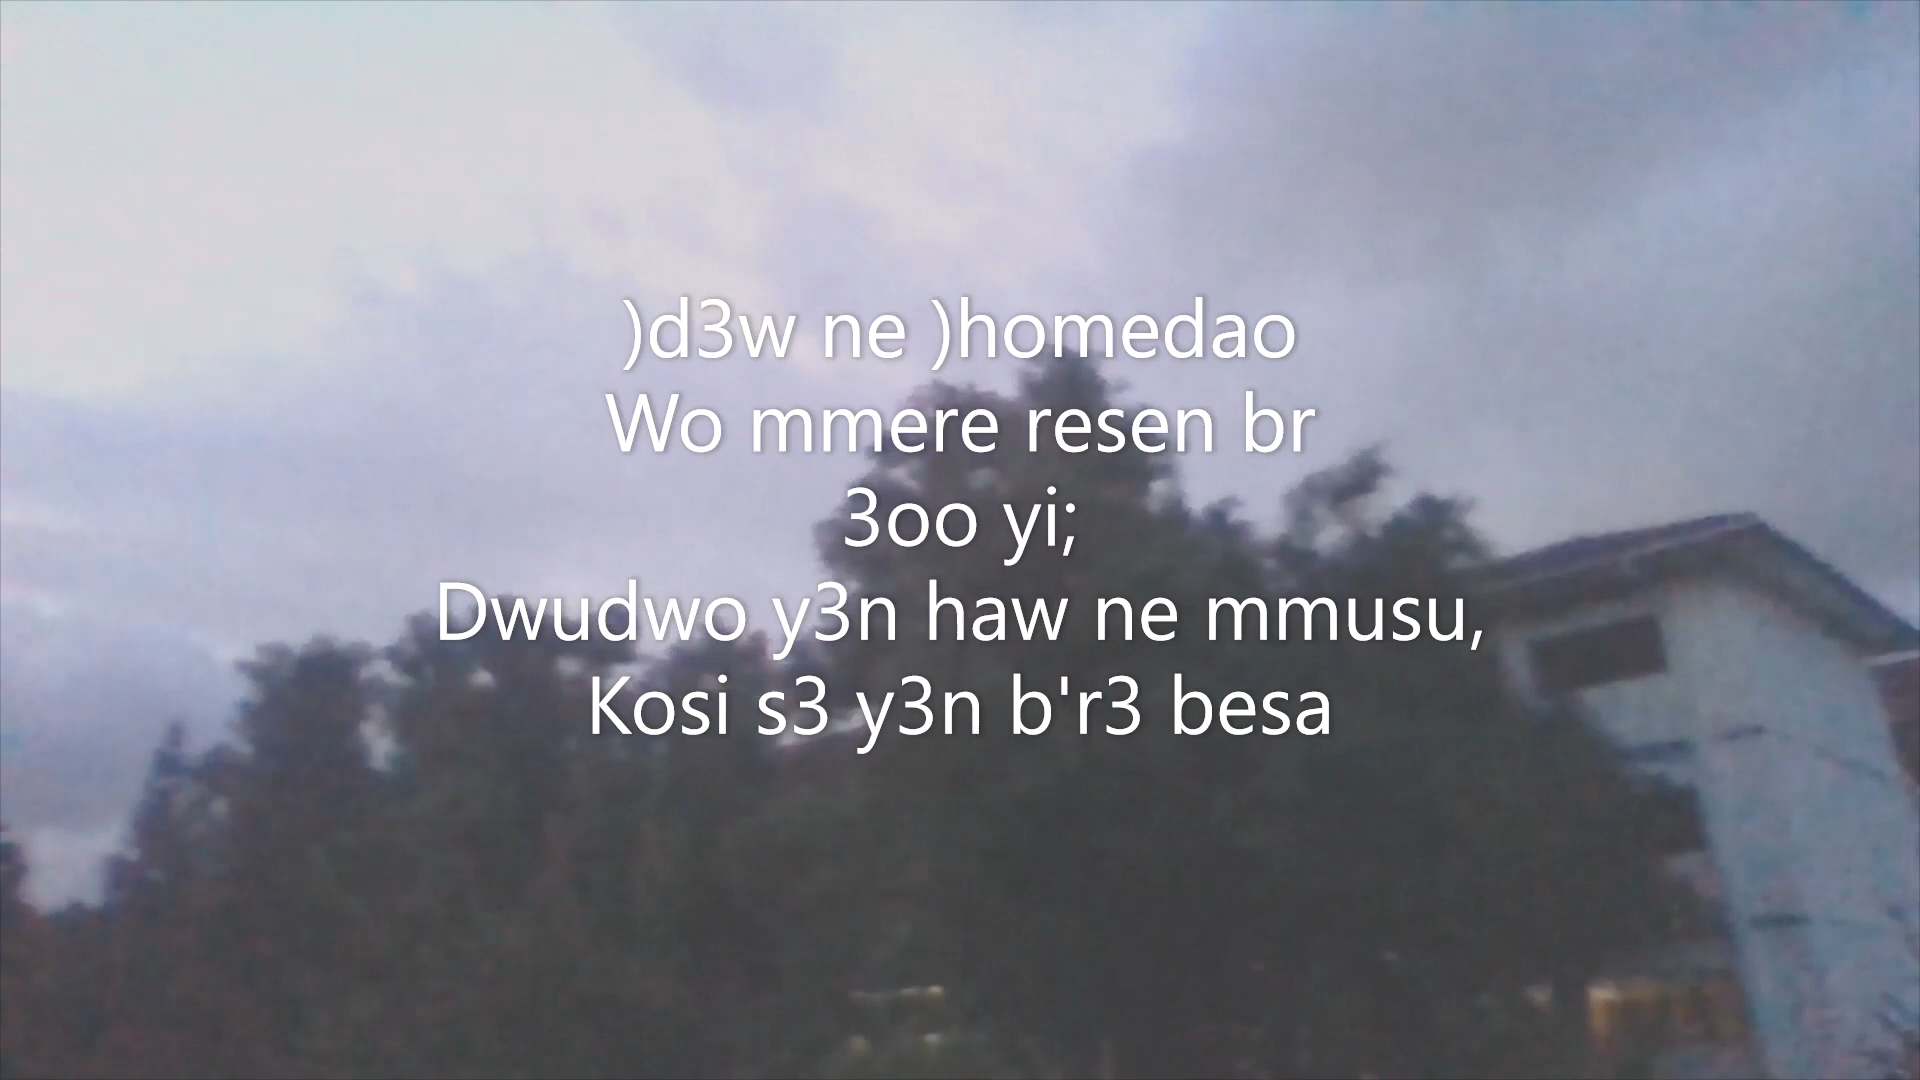 )d3w ne )homedao
Wo mmere resen br
3oo yi;
Dwudwo y3n haw ne mmusu,
Kosi s3 y3n b'r3 besa